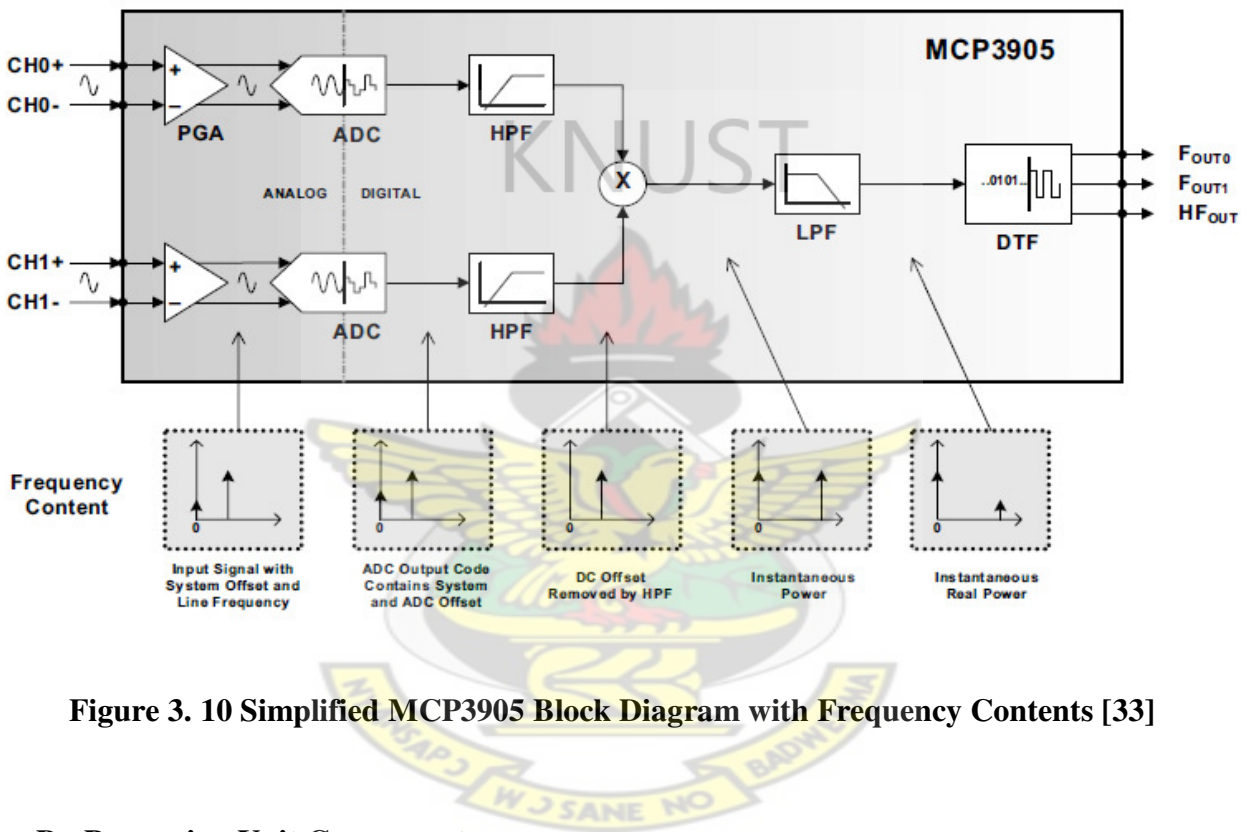 MCP3905
CH0+
CH0-
PGA
ADC
HPF
KNUST
ANALOG
DIGITAL
X
LPF
..0101..
DTF
FOUT0
FOUT1
HFOUT
CH1+
CH1-
+
–
+
–
ADC
HPF
Frequency
Content
0
0
0
0
0
Input Signal with
System Offset and
Line Frequency
ADC Output Code
Contains System
and ADC Offset
DC Offset
Removed by HPF
Instantaneous
Power
Instantaneous
Real Power
Figure 3. 10 Simplified MCP3905 Block Diagram with Frequency Contents [33]
W J SANE NO
BADWENMA